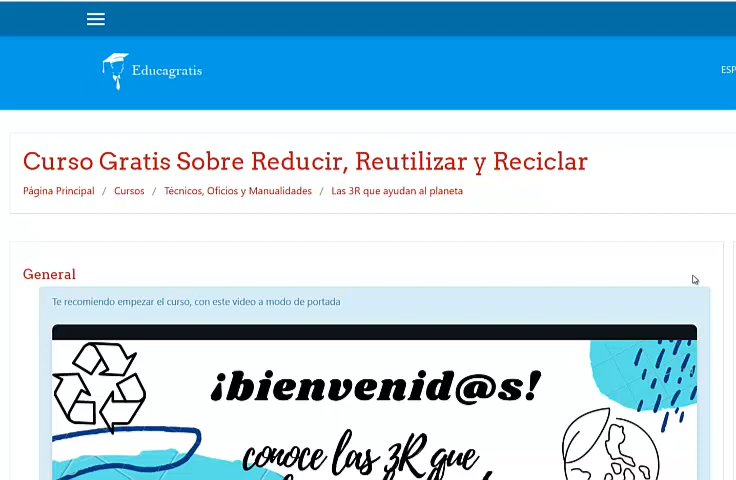 Educagratis
ESP
Curso Gratis Sobre Reducir, Reutilizar y Reciclar
Página Principal / Cursos / Técnicos, Oficios y Manualidades / Las 3R que ayudan al planeta
General
Te recomiendo empezar el curso, con este video a modo de portada
¡bienvenid@s!
conoce las 3R que